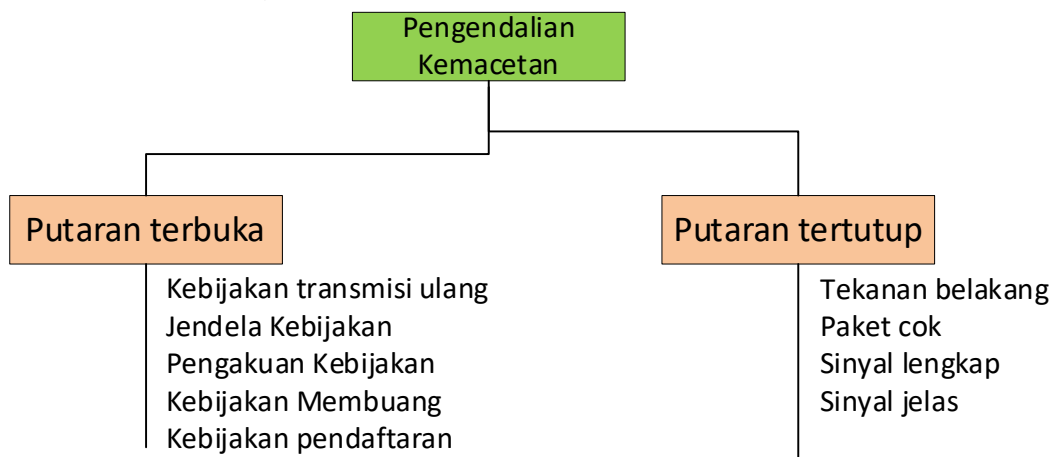 Pengendalian
Kemacetan
Putaran terbuka
Kebijakan transmisi ulang
Jendela Kebijakan
Pengakuan Kebijakan
Kebijakan Membuang
Kebijakan pendaftaran
Putaran tertutup
Tekanan belakang
Paket cok
Sinyal lengkap
Sinyal jelas